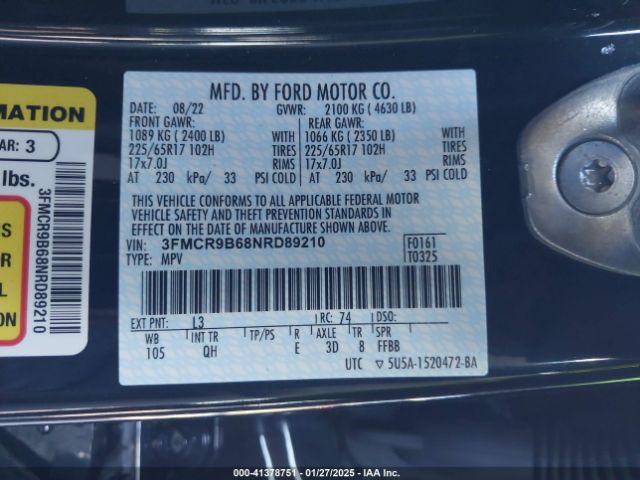 MFD. BY FORD MOTOR CO.
DATE: 08/22 GVWR: 2100 KG ( 4630 LB)
FRONT GAWR: REAR GAWR:
1089 KG ( 2400 LB) WITH 1066 KG ( 2350 LB) WITH
225/65R17 102H TIRES 225/65R17 102H TIRES
17x7.0J RIMS 17x7.0J RIMS
AT 230 kPa/ 33 PSI COLD AT 230 kPa/ 33 PSI COLD
THIS VEHICLE CONFORMS TO ALL APPLICABLE FEDERAL MOTOR
VEHICLE SAFETY AND THEFT PREVENTION STANDARDS IN
EFFECT ON THE DATE OF MANUFACTURE SHOWN ABOVE.
VIN: 3FMCR9B68NRD89210 F0161
TYPE: MPV T0325
EXT PNT: L3 RC: 74 DSO:
WB INT TR TP/PS R AXLE TR SPR
105 QH E 3D 8 FFBB
UTC ▽ 5U5A-1520472-BA
MATION
AR: 3
lbs.
3FMCR9B68NRD89210
ON
000-41378751 | 01/27/2025 | IAA Inc.